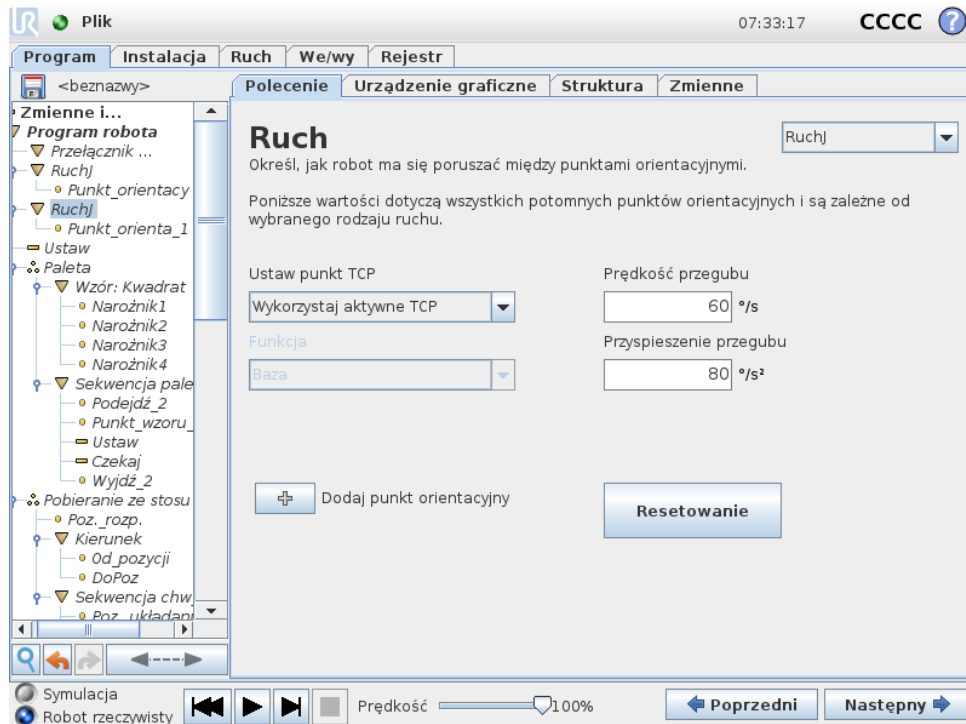 UR Plik 07:33:17 CCCC ?
Program Instalacja Ruch We/wy Rejestr
<beznazwy>
Polecenie Urządzenie graficzne Struktura Zmienne
Zmienne i...
Program robota
Przełącznik ...
RuchJ
Punkt_orientacy
RuchJ
Punkt_orienta_1
Ustaw
Paleta
Wzór: Kwadrat
Narożnik1
Narożnik2
Narożnik3
Narożnik4
Sekwencja pale
Podejdź_2
Punkt_wzoru_
Ustaw
Czekaj
Wyjdź_2
Pobieranie ze stosu
Poz._rozp.
Kierunek
Od_pozycji
DoPoz
Sekwencja chw
Poz._układani
Ruch
RuchJ
Określ, jak robot ma się poruszać między punktami orientacyjnymi.
Poniższe wartości dotyczą wszystkich potomnych punktów orientacyjnych i są zależne od
wybranego rodzaju ruchu.
Ustaw punkt TCP
Wykorzystaj aktywne TCP
Funkcja
Baza
Prędkość przegubu
60 °/s
Przyspieszenie przegubu
80 °/s²
Dodaj punkt orientacyjny
Resetowanie
Symulacja
Robot rzeczywisty
Prędkość 100%
Poprzedni
Następny